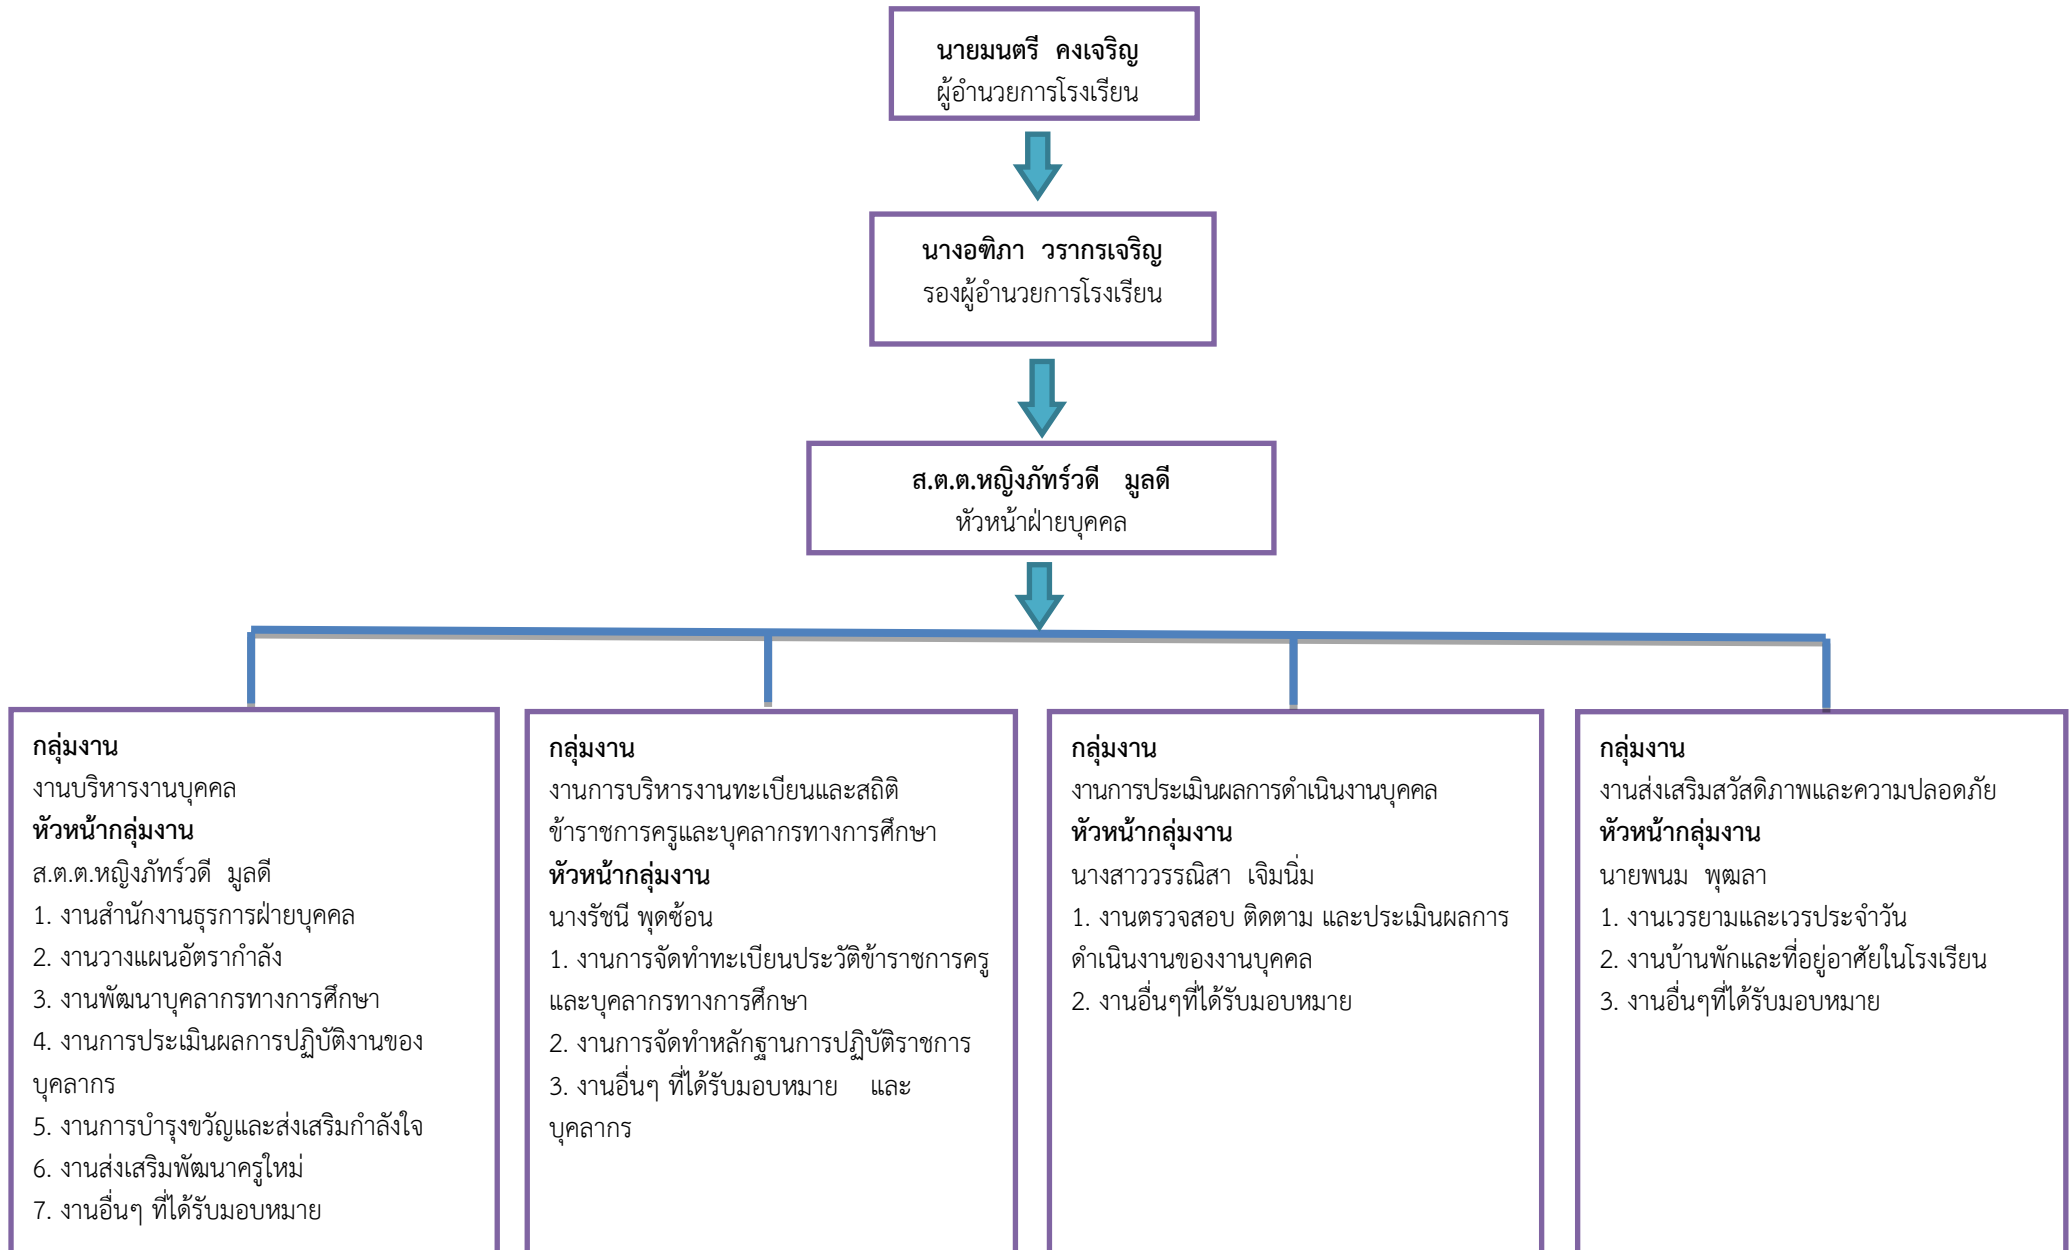 นายมนตรี คงเจริญ
ผู้อำนวยการโรงเรียน
นางอฑิภา วรากรเจริญ
รองผู้อำนวยการโรงเรียน
ส.ต.ต.หญิงภัทร์วดี มูลดี
หัวหน้าฝ่ายบุคคล
กลุ่มงาน
งานบริหารงานบุคคล
หัวหน้ากลุ่มงาน
ส.ต.ต.หญิงภัทร์วดี มูลดี
1. งานสำนักงานธุรการฝ่ายบุคคล
2. งานวางแผนอัตรากำลัง
3. งานพัฒนาบุคลากรทางการศึกษา
4. งานการประเมินผลการปฏิบัติงานของ
บุคลากร
5. งานการบำรุงขวัญและส่งเสริมกำลังใจ
6. งานส่งเสริมพัฒนาครูใหม่
7. งานอื่นๆ ที่ได้รับมอบหมาย
กลุ่มงาน
งานการบริหารงานทะเบียนและสถิติ
ข้าราชการครูและบุคลากรทางการศึกษา
หัวหน้ากลุ่มงาน
นางรัชนี พุดซ้อน
1. งานการจัดทำทะเบียนประวัติข้าราชการครู
และบุคลากรทางการศึกษา
2. งานการจัดทำหลักฐานการปฏิบัติราชการ
3. งานอื่นๆ ที่ได้รับมอบหมาย และ
บุคลากร
กลุ่มงาน
งานการประเมินผลการดำเนินงานบุคคล
หัวหน้ากลุ่มงาน
นางสาววรรณิสา เจิมนิ่ม
1. งานตรวจสอบ ติดตาม และประเมินผลการ
ดำเนินงานของงานบุคคล
2. งานอื่นๆที่ได้รับมอบหมาย
กลุ่มงาน
งานส่งเสริมสวัสดิภาพและความปลอดภัย
หัวหน้ากลุ่มงาน
นายพนม พุฒลา
1. งานเวรยามและเวรประจำวัน
2. งานบ้านพักและที่อยู่อาศัยในโรงเรียน
3. งานอื่นๆที่ได้รับมอบหมาย